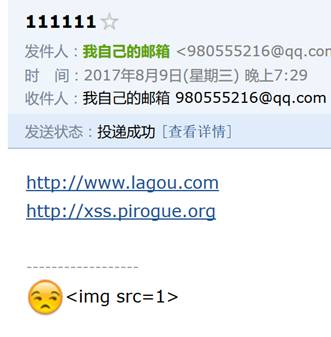 111111
发件人：我自己的邮箱 <980555216@qq.con
时　间：2017年8月9日(星期三) 晚上7:29
收件人：我自己的邮箱 980555216@qq.com
发送状态：投递成功 [查看详情]
http://www.lagou.com
http://xss.pirogue.org
------------------
<img src=1>